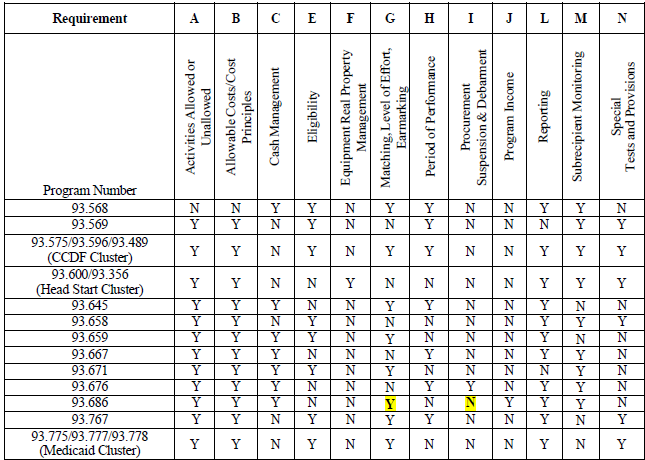 Requirement A B C E F G H I J L M N
Program Number
Activities Allowed or
Unallowed
Allowable Costs/Cost
Principles
Cash Management
Eligibility
Equipment Real Property
Management
Matching, Level of Effort,
Earmarking
Period of Performance
Procurement
Suspension & Debarment
Program Income
Reporting
Subrecipient Monitoring
Special
Tests and Provisions
93.568 N N Y Y N Y Y N N Y Y N
93.569 Y Y N Y N N Y N N N Y Y
93.575/93.596/93.489
(CCDF Cluster) Y Y N Y N Y Y N N Y Y Y
93.600/93.356
(Head Start Cluster) Y Y N N Y N N N N Y Y Y
93.645 Y Y Y N N Y Y N N Y N N
93.658 Y Y N Y N N N N N Y Y Y
93.659 Y Y Y Y N Y N N N Y N N
93.667 Y Y Y N N N Y N N Y Y N
93.671 Y Y Y N N Y N N N N Y N
93.676 Y Y Y N N N Y Y N Y Y N
93.686 Y Y Y N N Y N N Y Y Y N
93.767 Y Y N Y N Y Y N N Y N Y
93.775/93.777/93.778
(Medicaid Cluster) Y Y N Y N Y N N N Y N Y